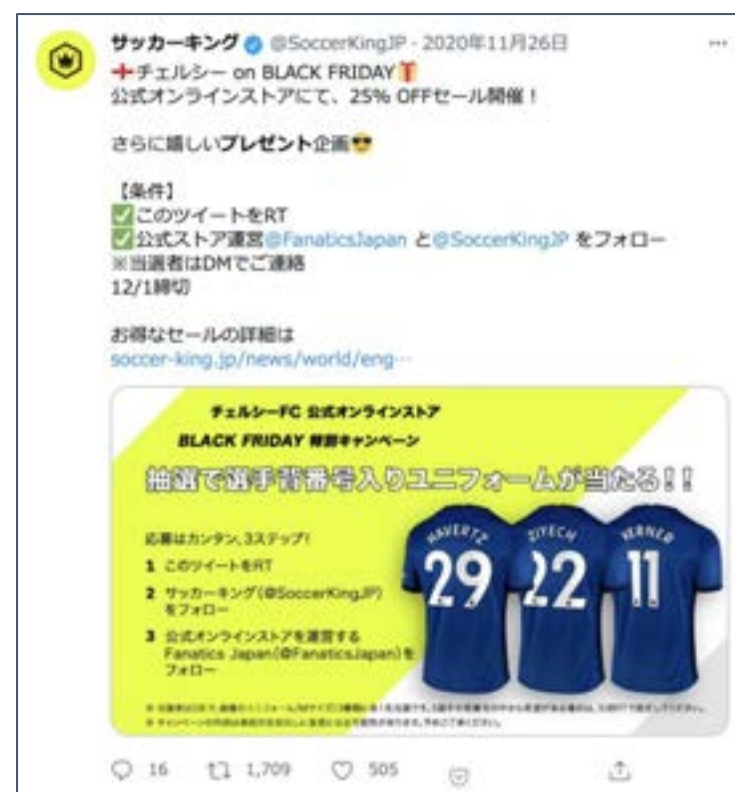 サッカーキング @SoccerKingJP · 2020年11月26日
チェルシー on BLACK FRIDAY
公式オンラインストアにて、25% OFFセール開催！
さらに嬉しいプレゼント企画
【条件】
このツイートをRT
公式ストア運営@FanaticsJapan と@SoccerKingJP をフォロー
※当選者はDMでご連絡
12/1締切
お得なセールの詳細は
soccer-king.jp/news/world/eng…
チェルシーFC 公式オンラインストア
BLACK FRIDAY 特別キャンペーン
抽選で選手背番号入りユニフォームが当たる!!
応募はカンタン、3ステップ!
1 このツイートをRT
2 サッカーキング(@SoccerKingJP)
をフォロー
3 公式オンラインストアを運営する
Fanatics Japan(@FanaticsJapan)を
フォロー
HAVERTZ
29
ZIYECH
22
WERNER
11
16 1,709 505